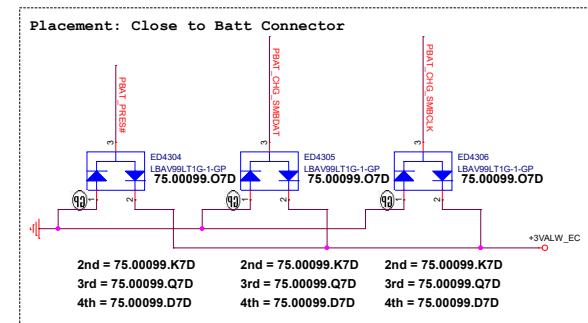 Placement: Close to Batt Connector
PBAT_PRES#
PBAT_CHG_SMBDAT
PBAT_CHG_SMBCLK
3
3
3
ED4304
LBAV99LT1G-1-GP
75.00099.O7D
ED4305
LBAV99LT1G-1-GP
75.00099.O7D
ED4306
LBAV99LT1G-1-GP
75.00099.O7D
1
2
1
2
1
2
+3VALW_EC
2nd = 75.00099.K7D
3rd = 75.00099.Q7D
4th = 75.00099.D7D
2nd = 75.00099.K7D
3rd = 75.00099.Q7D
4th = 75.00099.D7D
2nd = 75.00099.K7D
3rd = 75.00099.Q7D
4th = 75.00099.D7D